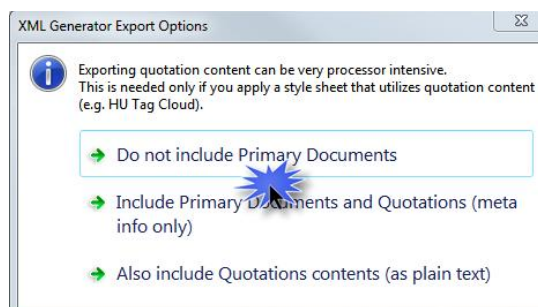 XML Generator Export Options
Exporting quotation content can be very processor intensive.
This is needed only if you apply a style sheet that utilizes quotation content
(e.g. HU Tag Cloud).
Do not include Primary Documents
Include Primary Documents and Quotations (meta
info only)
Also include Quotations contents (as plain text)